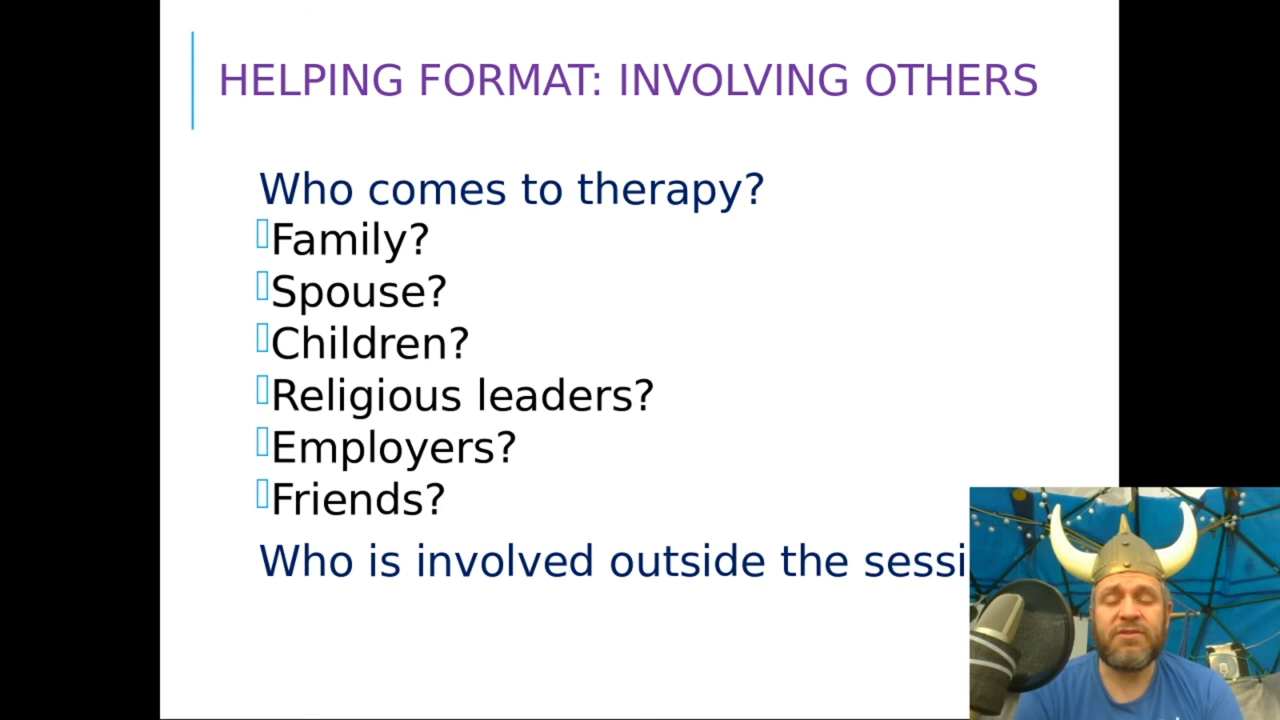 HELPING FORMAT: INVOLVING OTHERS
Who comes to therapy?
Family?
Spouse?
Children?
Religious leaders?
Employers?
Friends?
Who is involved outside the